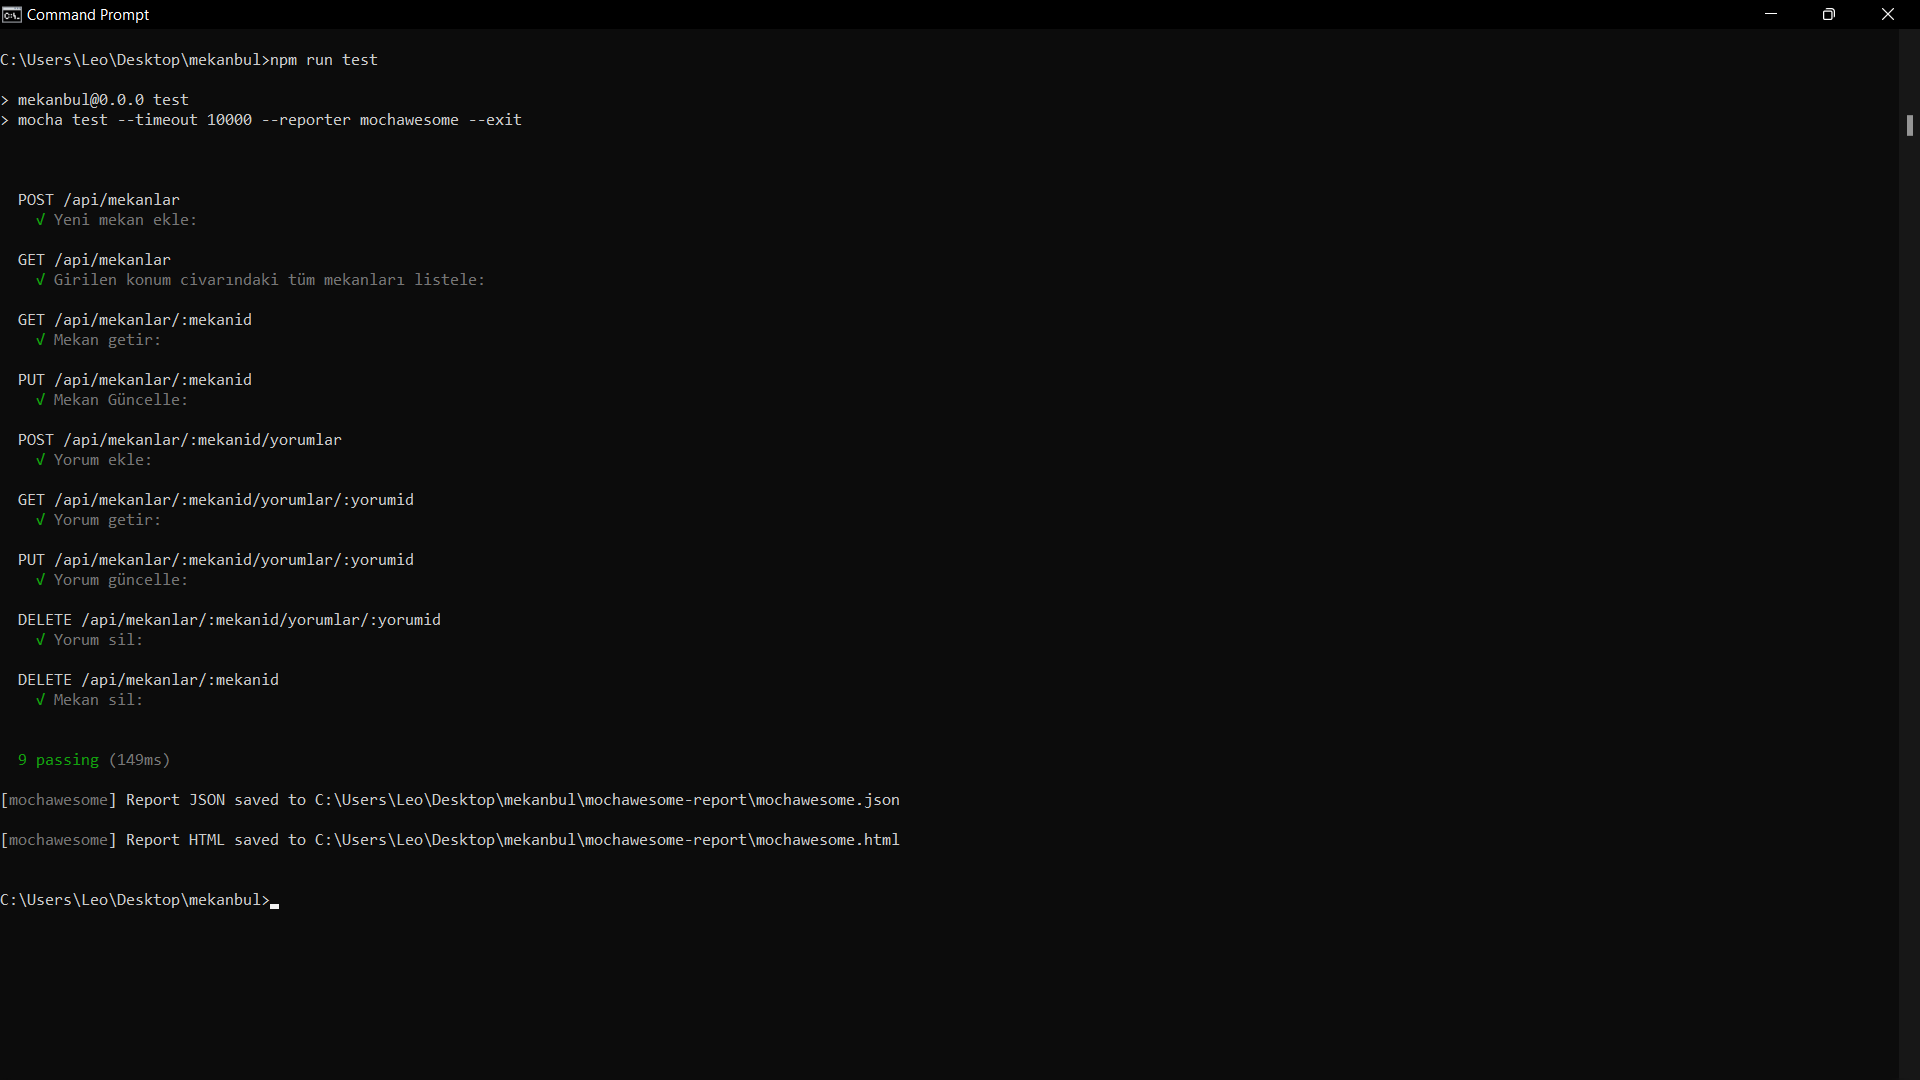 Command Prompt
C:\Users\Leo\Desktop\mekanbul>npm run test
> mekanbul@0.0.0 test
> mocha test --timeout 10000 --reporter mochawesome --exit
POST /api/mekanlar
√ Yeni mekan ekle:
GET /api/mekanlar
√ Girilen konum civarındaki tüm mekanları listele:
GET /api/mekanlar/:mekanid
√ Mekan getir:
PUT /api/mekanlar/:mekanid
√ Mekan Güncelle:
POST /api/mekanlar/:mekanid/yorumlar
√ Yorum ekle:
GET /api/mekanlar/:mekanid/yorumlar/:yorumid
√ Yorum getir:
PUT /api/mekanlar/:mekanid/yorumlar/:yorumid
√ Yorum güncelle:
DELETE /api/mekanlar/:mekanid/yorumlar/:yorumid
√ Yorum sil:
DELETE /api/mekanlar/:mekanid
√ Mekan sil:
9 passing (149ms)
[mochawesome] Report JSON saved to C:\Users\Leo\Desktop\mekanbul\mochawesome-report\mochawesome.json
[mochawesome] Report HTML saved to C:\Users\Leo\Desktop\mekanbul\mochawesome-report\mochawesome.html
C:\Users\Leo\Desktop\mekanbul>